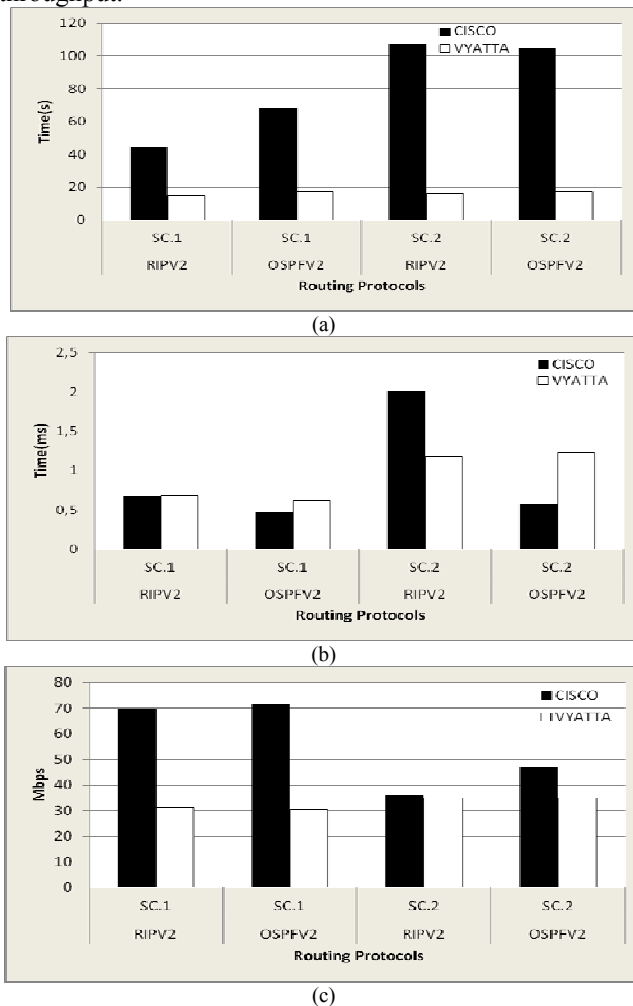 throughput.
120
100
80
60
40
20
0
Time(s)
CISCO
VYATTA
SC.1 SC.1 SC.2 SC.2
RIPV2 OSPFV2 RIPV2 OSPFV2
Routing Protocols
(a)
2,5
2
1,5
1
0,5
0
Time(ms)
CISCO
VYATTA
SC.1 SC.1 SC.2 SC.2
RIPV2 OSPFV2 RIPV2 OSPFV2
Routing Protocols
(b)
80
70
60
50
40
30
20
10
0
Mbps
CISCO
VYATTA
SC.1 SC.1 SC.2 SC.2
RIPV2 OSPFV2 RIPV2 OSPFV2
Routing Protocols
(c)